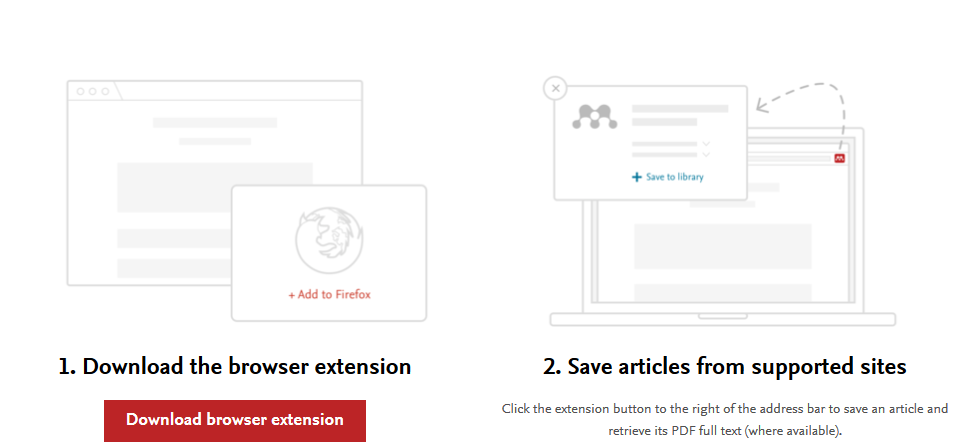 + Add to Firefox
Save to library
1. Download the browser extension
Download browser extension
2. Save articles from supported sites
Click the extension button to the right of the address bar to save an article and
retrieve its PDF full text (where available).